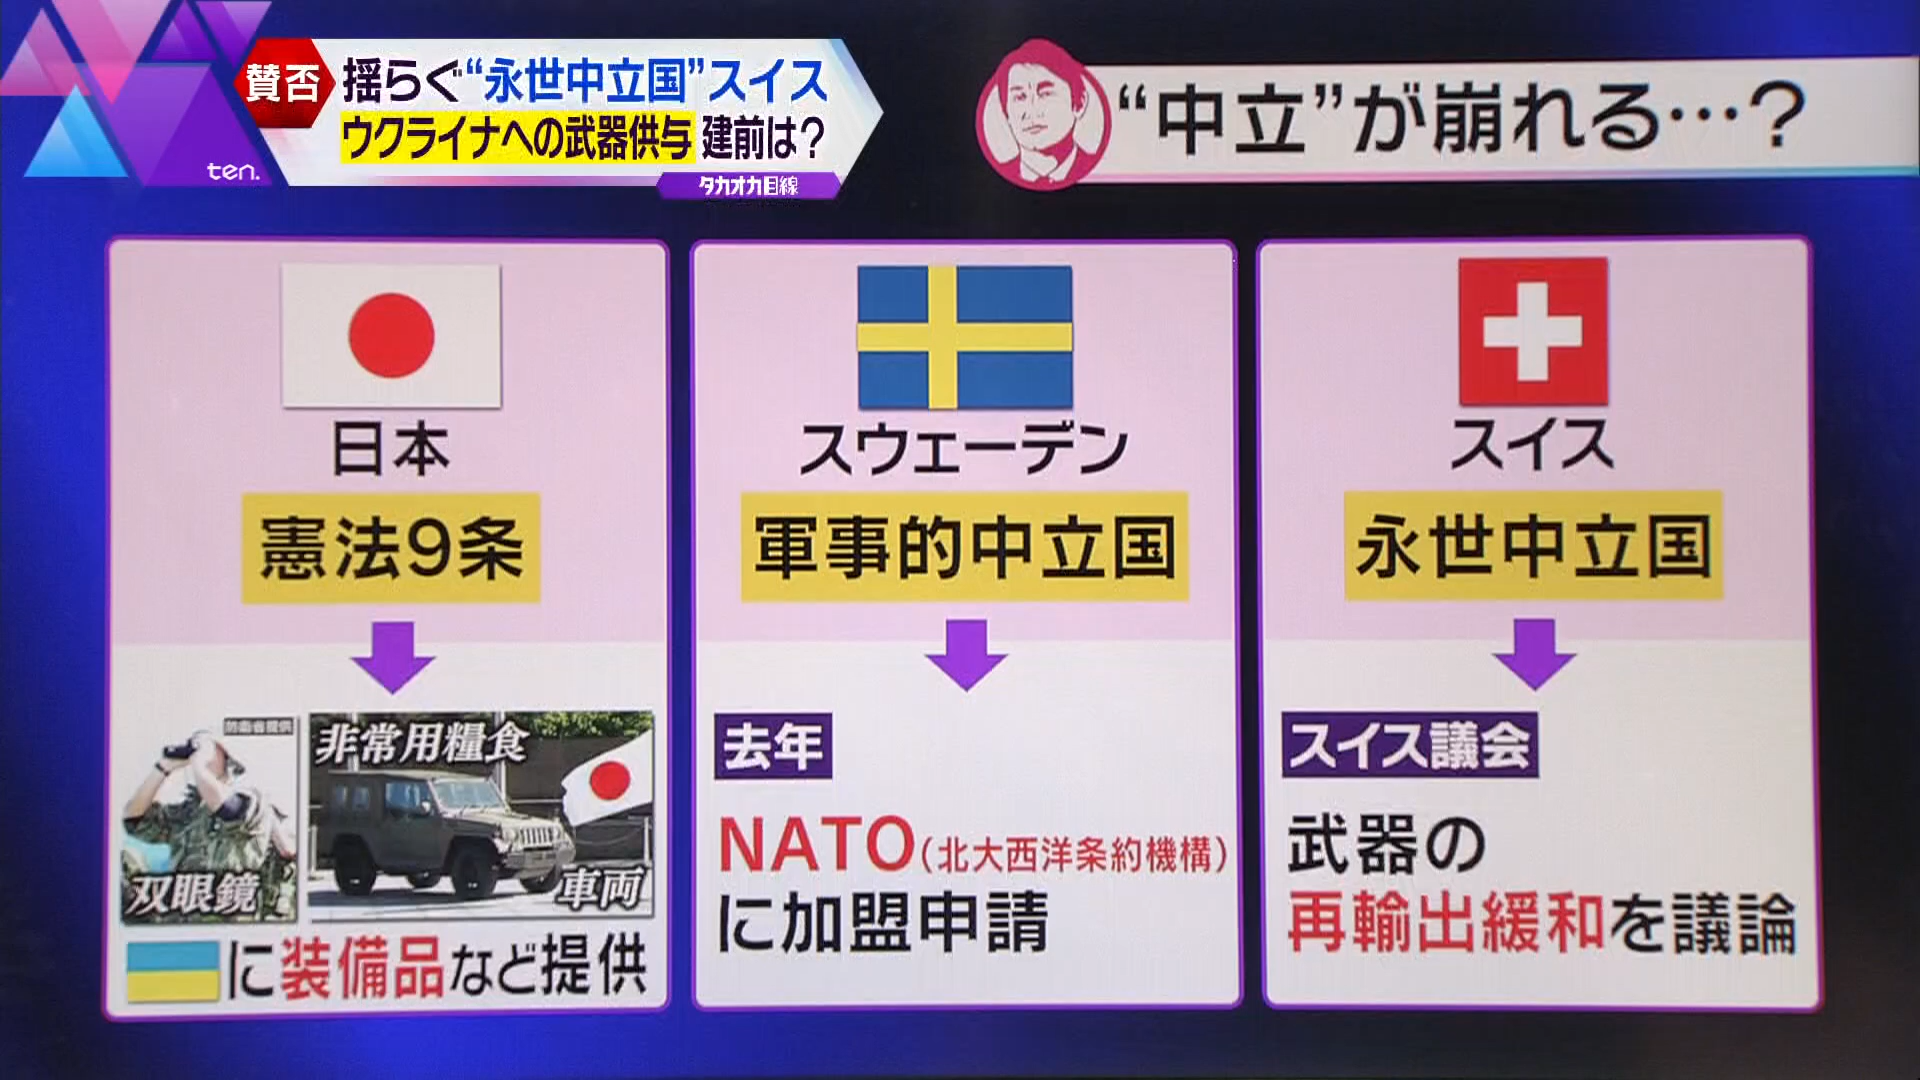 賛否
揺らぐ“永世中立国”スイス
ウクライナへの武器供与 建前は？
タカオカ目線
ten.
“中立”が崩れる…？
日本
憲法9条
防衛省提供
双眼鏡
非常用糧食
車両
に装備品など提供
スウェーデン
軍事的中立国
去年
NATO(北大西洋条約機構)
に加盟申請
スイス
永世中立国
スイス議会
武器の
再輸出緩和を議論